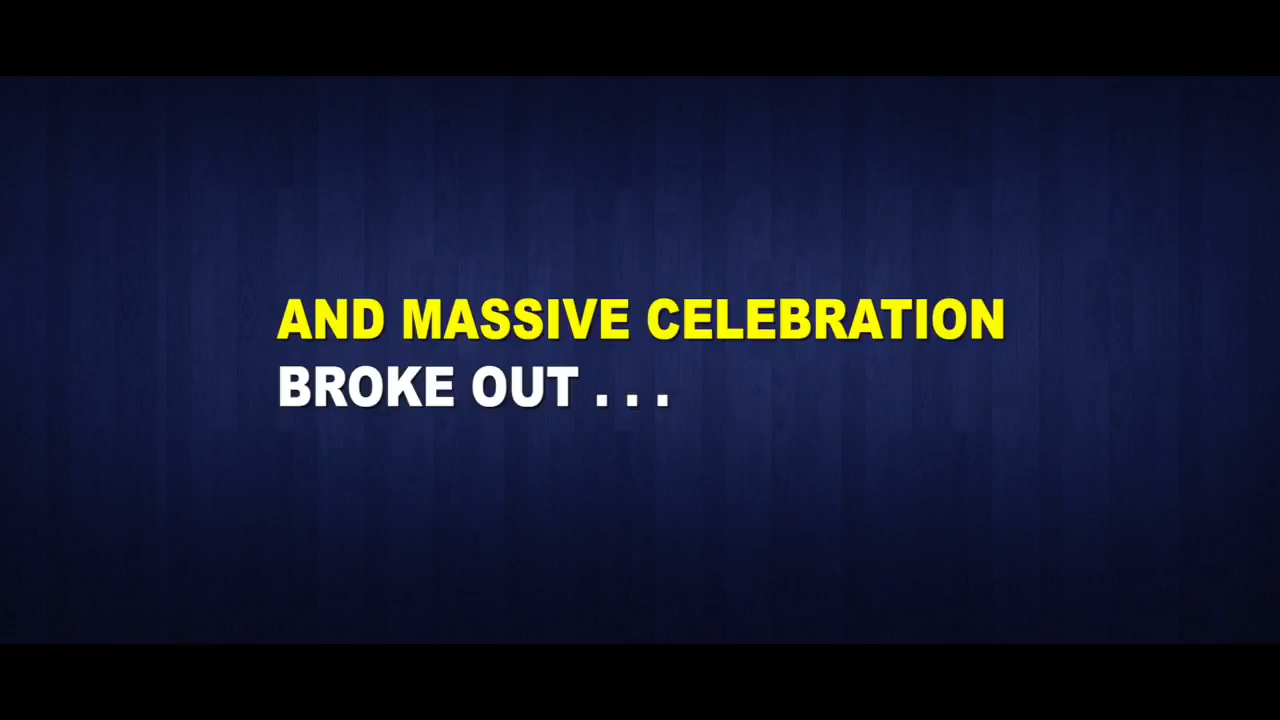 AND MASSIVE CELEBRATION
BROKE OUT . . .